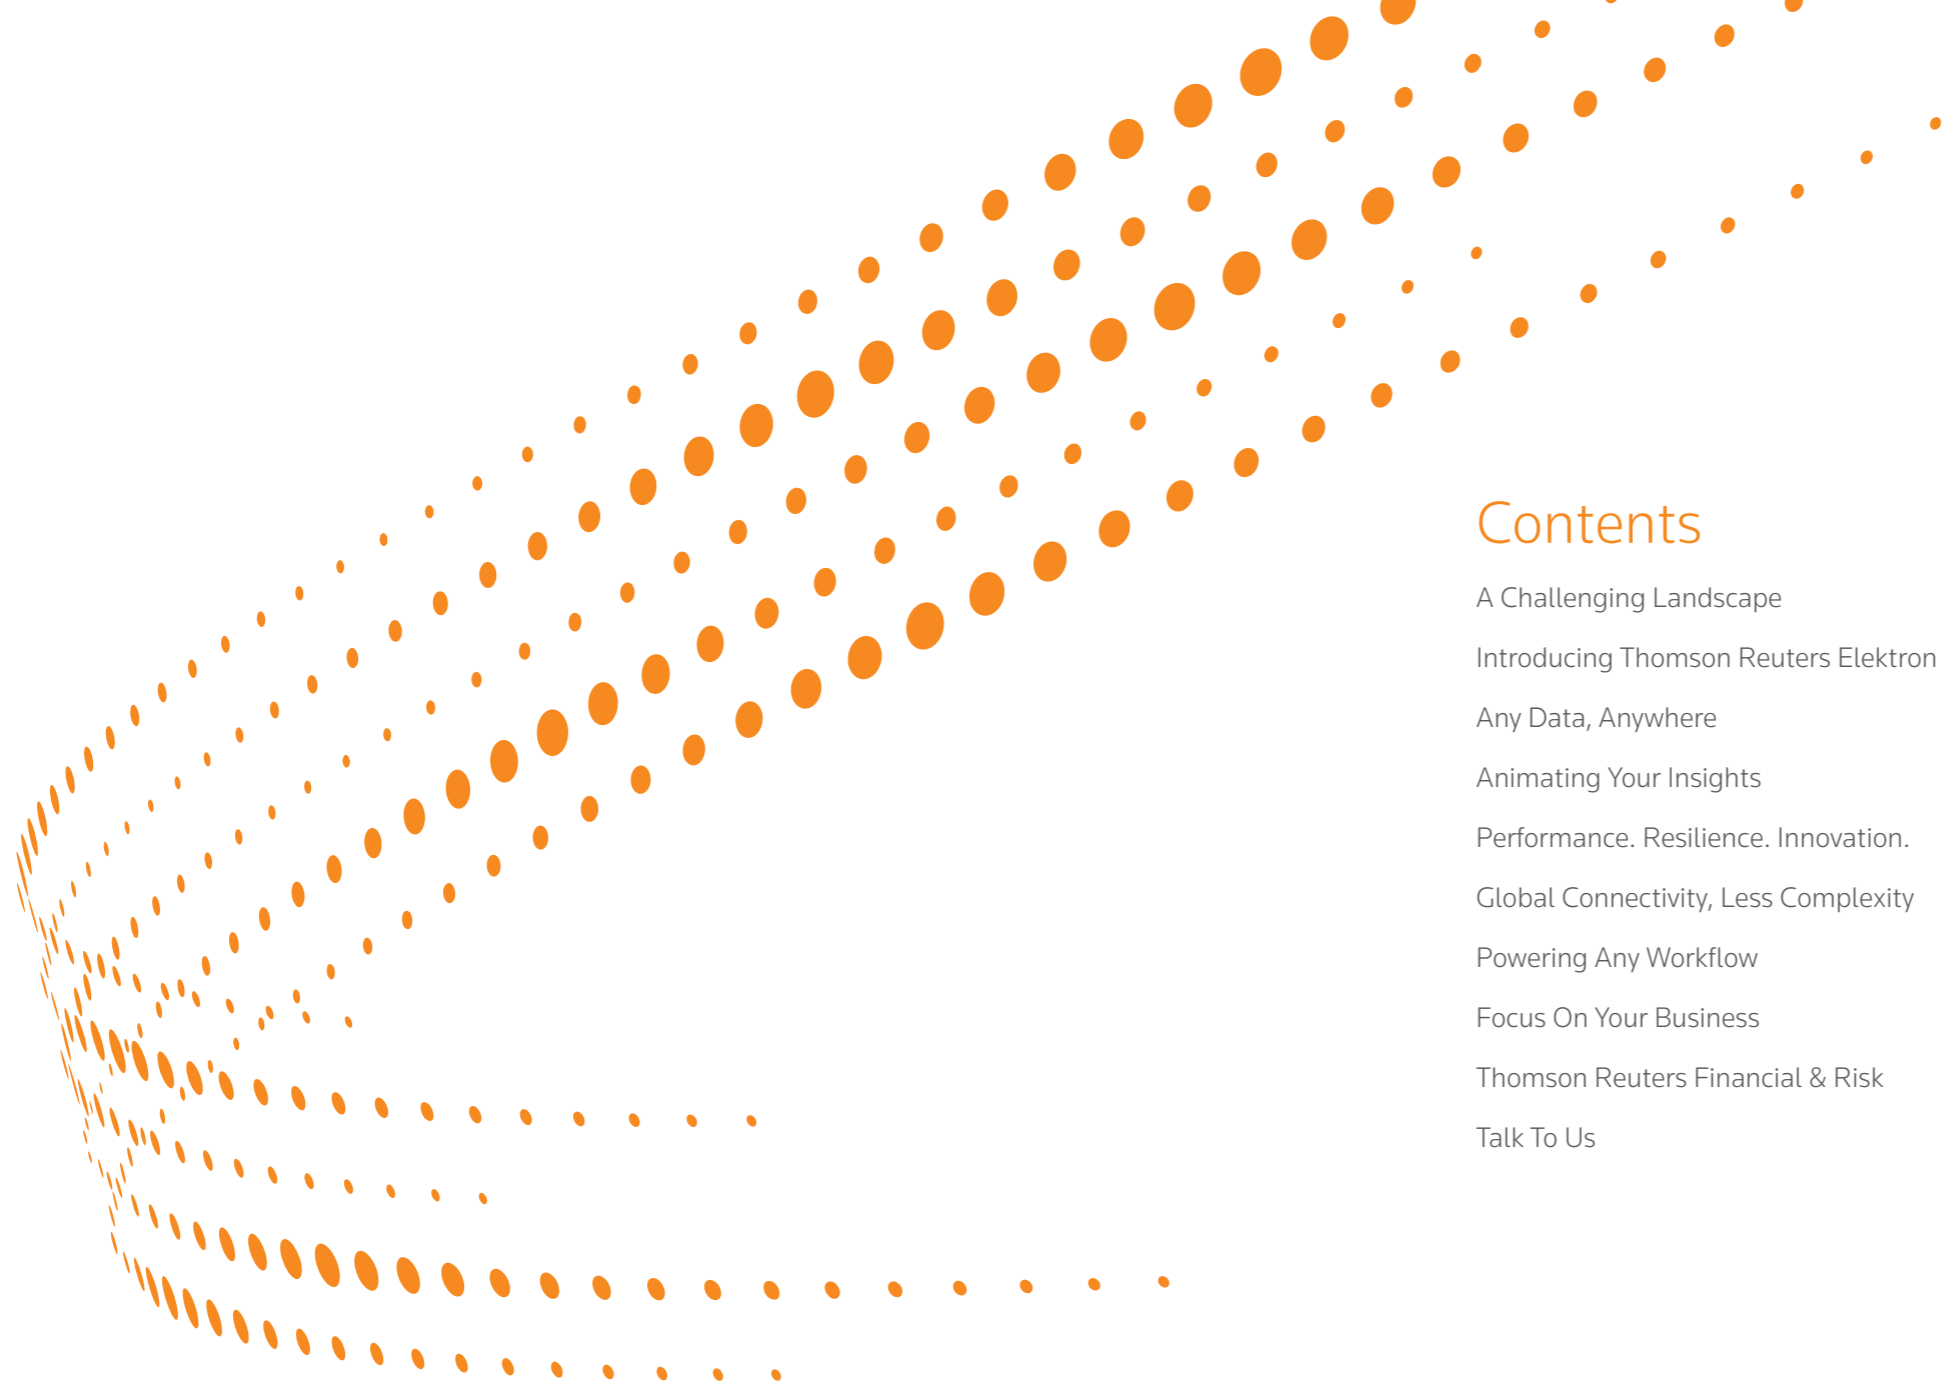 Contents
A Challenging Landscape
Introducing Thomson Reuters Elektron
Any Data, Anywhere
Animating Your Insights
Performance. Resilience. Innovation.
Global Connectivity, Less Complexity
Powering Any Workflow
Focus On Your Business
Thomson Reuters Financial & Risk
Talk To Us